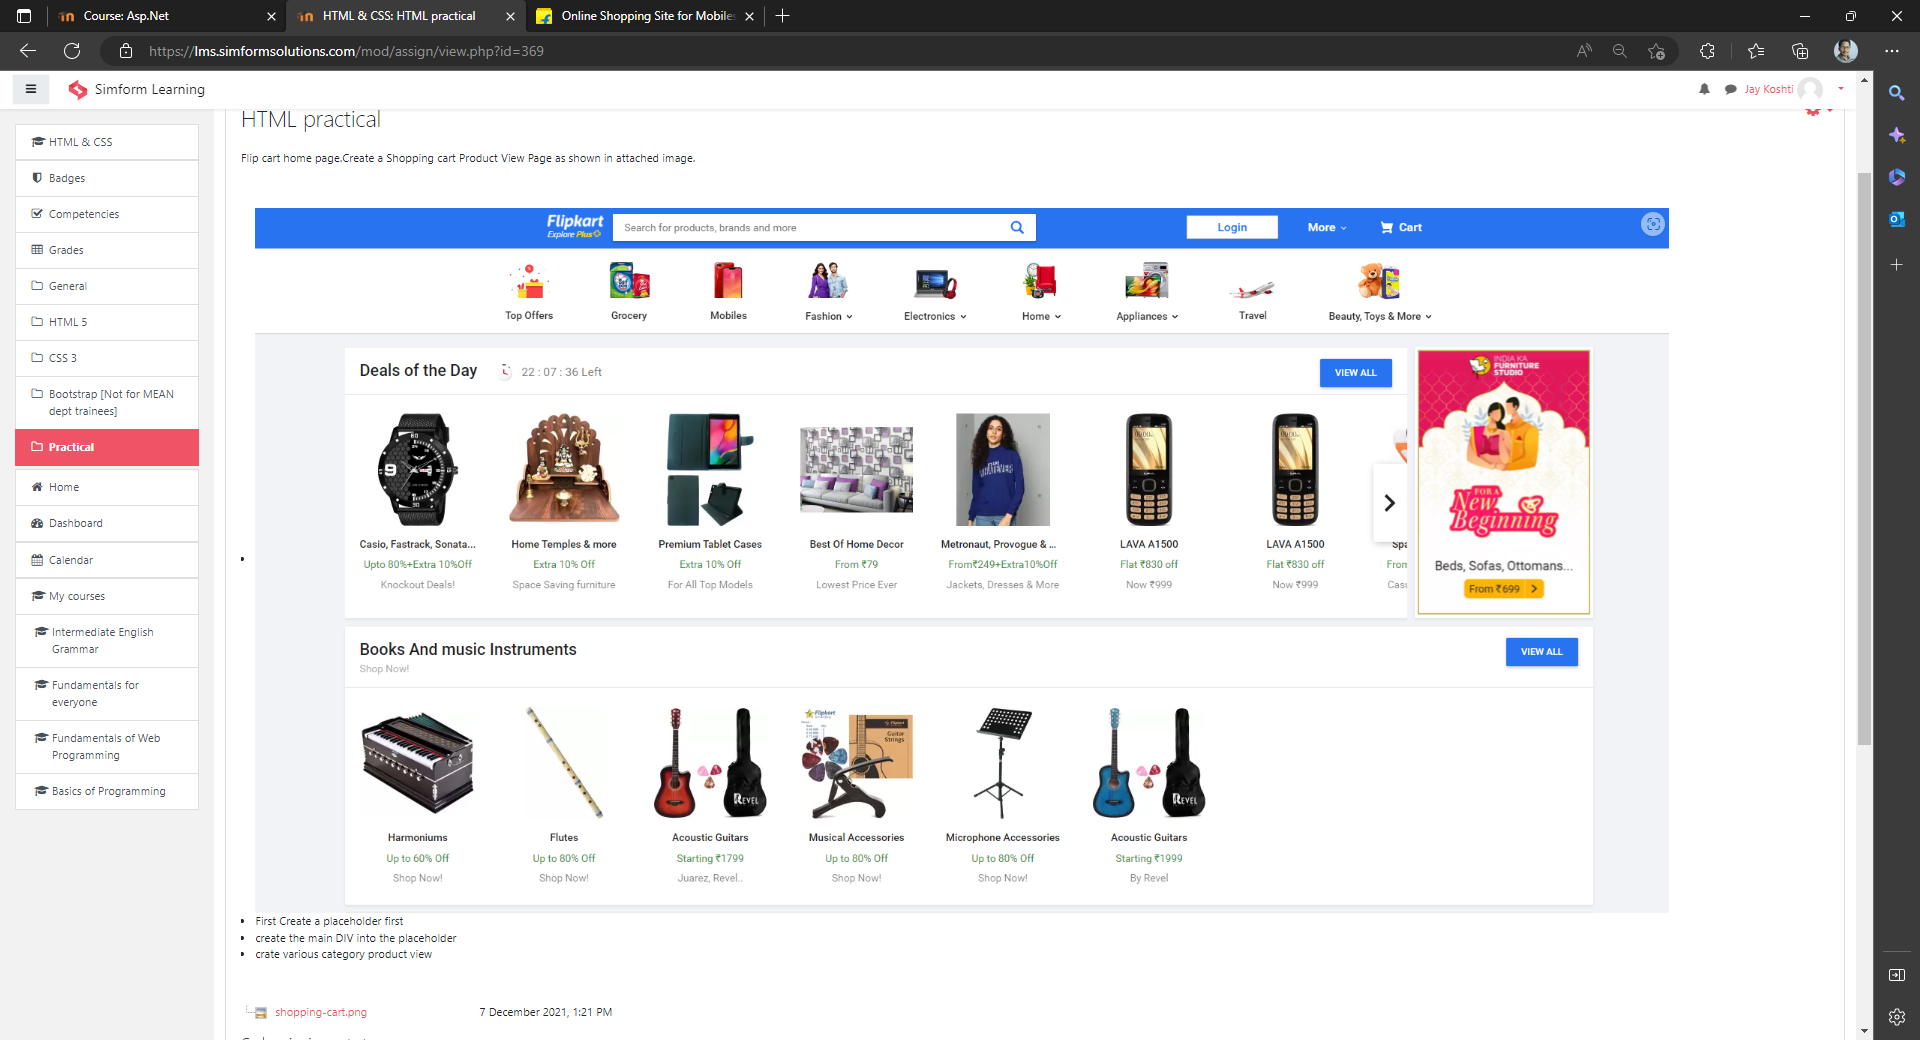 Course: Asp.Net
HTML & CSS: HTML practical
Online Shopping Site for Mobiles
https://lms.simformsolutions.com/mod/assign/view.php?id=369
Simform Learning
Jay Koshti
HTML & CSS
Badges
Competencies
Grades
General
HTML 5
CSS 3
Bootstrap [Not for MEAN
dept trainees]
Practical
Home
Dashboard
Calendar
My courses
Intermediate English
Grammar
Fundamentals for
everyone
Fundamentals of Web
Programming
Basics of Programming
HTML practical
Flip cart home page.Create a Shopping cart Product View Page as shown in attached image.
Flipkart
Explore Plus
Search for products, brands and more
Login
More
Cart
Top Offers
Grocery
Mobiles
Fashion
Electronics
Home
Appliances
Travel
Beauty, Toys & More
Deals of the Day
22 : 07 : 36 Left
VIEW ALL
Casio, Fastrack, Sonata...
Upto 80%+Extra 10%Off
Knockout Deals!
Home Temples & more
Extra 10% Off
Space Saving furniture
Premium Tablet Cases
Extra 10% Off
For All Top Models
Best Of Home Decor
From ₹79
Lowest Price Ever
Metronaut, Provogue & ...
From₹249+Extra10%Off
Jackets, Dresses & More
LAVA A1500
Flat ₹830 off
Now ₹999
LAVA A1500
Flat ₹830 off
Now ₹999
Spa
From
Casu
INDIA KA
FURNITURE
STUDIO
FOR A
New
Beginning
Beds, Sofas, Ottomans...
From ₹699
Books And music Instruments
Shop Now!
VIEW ALL
Flipkart
Guitar
Strings
REVEL
REVEL
Harmoniums
Up to 60% Off
Shop Now!
Flutes
Up to 80% Off
Shop Now!
Acoustic Guitars
Starting ₹1799
Juarez, Revel..
Musical Accessories
Up to 80% Off
Shop Now!
Microphone Accessories
Up to 80% Off
Shop Now!
Acoustic Guitars
Starting ₹1999
By Revel
First Create a placeholder first
create the main DIV into the placeholder
crate various category product view
shopping-cart.png
7 December 2021, 1:21 PM